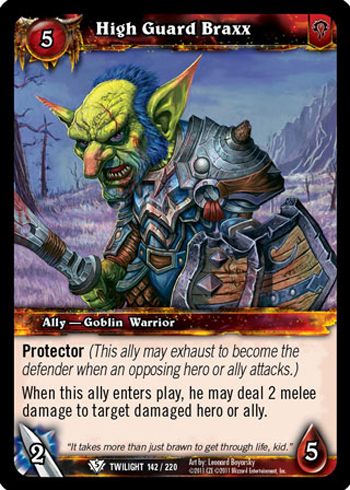 5 High Guard Braxx
Ally — Goblin Warrior
Protector (This ally may exhaust to become the
defender when an opposing hero or ally attacks.)
When this ally enters play, he may deal 2 melee
damage to target damaged hero or ally.
"It takes more than just brawn to get through life, kid."
2
TWILIGHT 142 / 220
Art by: Leonard Boyarsky
©2011 CZE ©2011 Blizzard Entertainment, Inc.
5